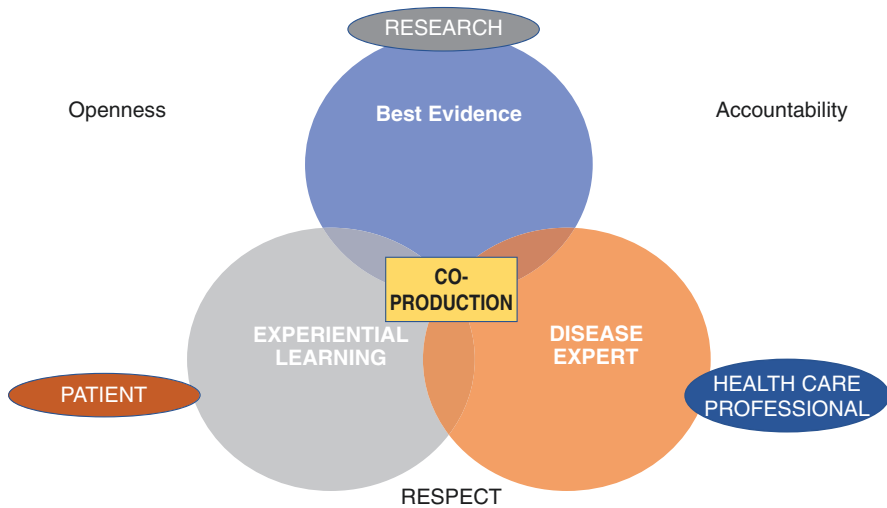 RESEARCH
Openness
Best Evidence
Accountability
CO-
PRODUCTION
EXPERIENTIAL
LEARNING
DISEASE
EXPERT
PATIENT
HEALTH CARE
PROFESSIONAL
RESPECT